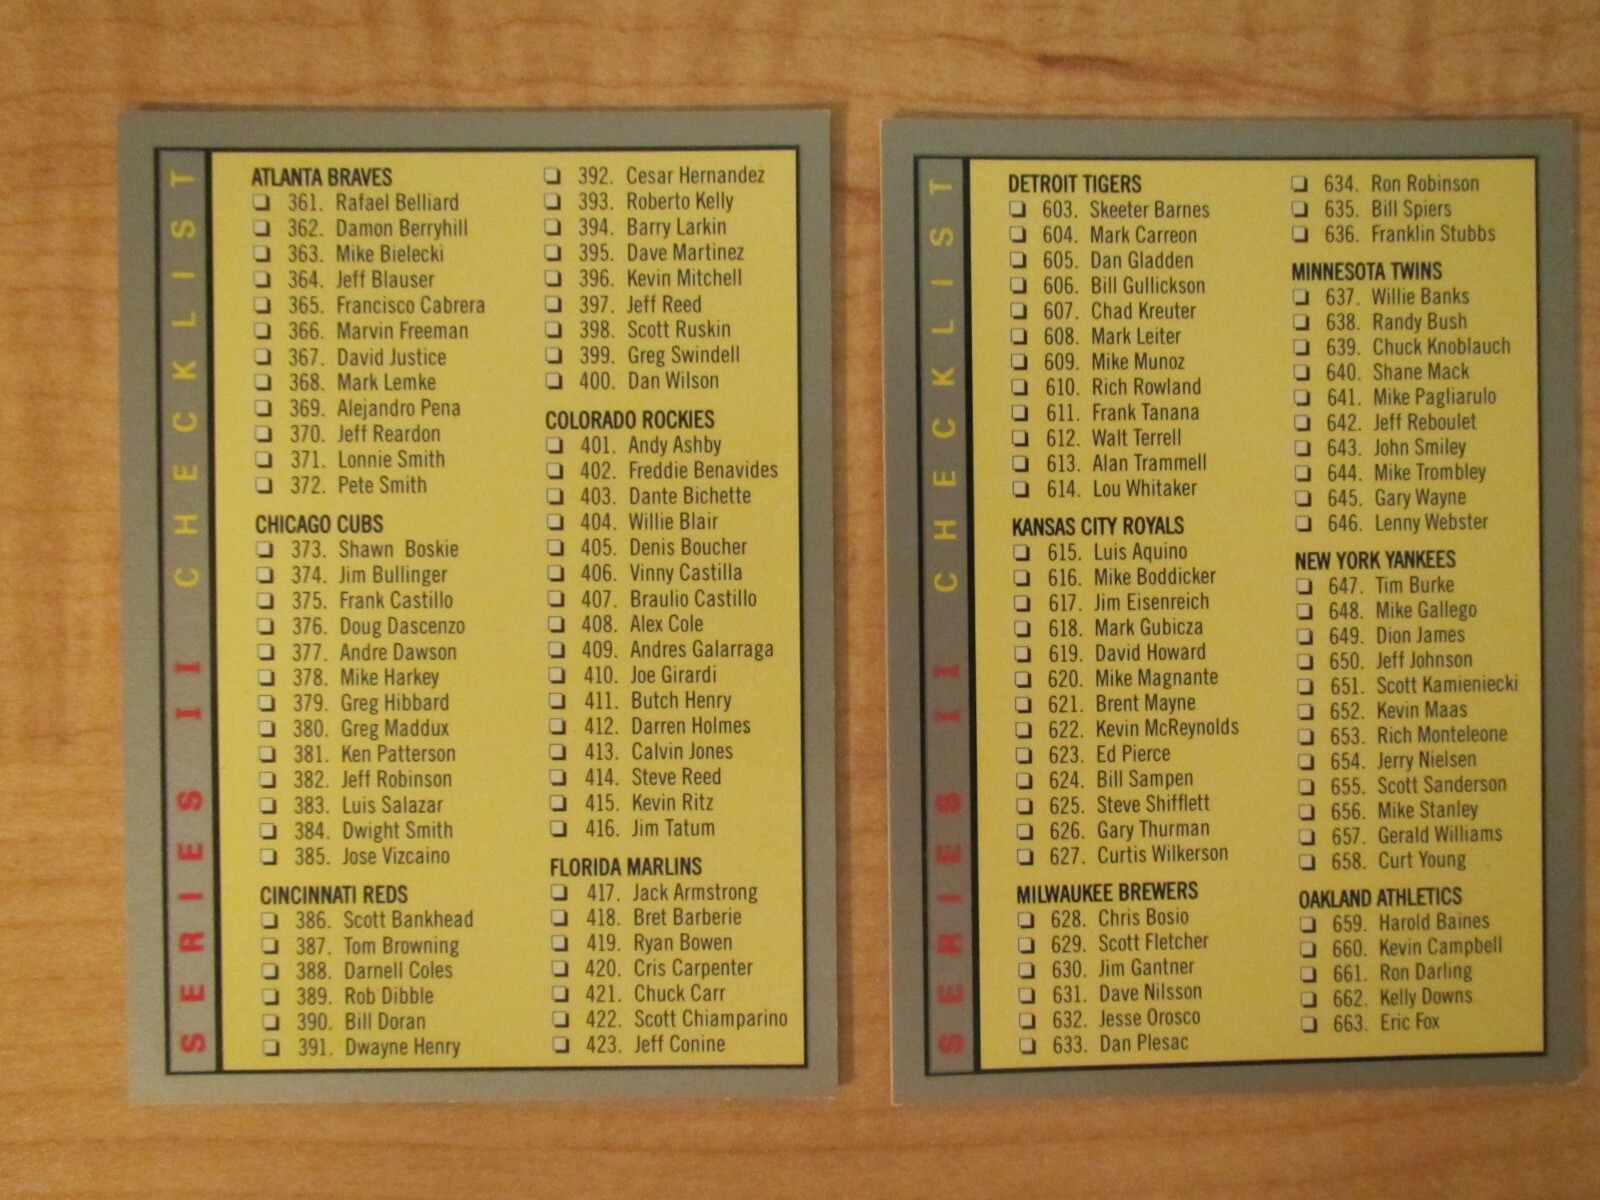 SERIES II CHECKLIST
ATLANTA BRAVES
361. Rafael Belliard
362. Damon Berryhill
363. Mike Bielecki
364. Jeff Blauser
365. Francisco Cabrera
366. Marvin Freeman
367. David Justice
368. Mark Lemke
369. Alejandro Pena
370. Jeff Reardon
371. Lonnie Smith
372. Pete Smith
CHICAGO CUBS
373. Shawn Boskie
374. Jim Bullinger
375. Frank Castillo
376. Doug Dascenzo
377. Andre Dawson
378. Mike Harkey
379. Greg Hibbard
380. Greg Maddux
381. Ken Patterson
382. Jeff Robinson
383. Luis Salazar
384. Dwight Smith
385. Jose Vizcaino
CINCINNATI REDS
386. Scott Bankhead
387. Tom Browning
388. Darnell Coles
389. Rob Dibble
390. Bill Doran
391. Dwayne Henry
392. Cesar Hernandez
393. Roberto Kelly
394. Barry Larkin
395. Dave Martinez
396. Kevin Mitchell
397. Jeff Reed
398. Scott Ruskin
399. Greg Swindell
400. Dan Wilson
COLORADO ROCKIES
401. Andy Ashby
402. Freddie Benavides
403. Dante Bichette
404. Willie Blair
405. Denis Boucher
406. Vinny Castilla
407. Braulio Castillo
408. Alex Cole
409. Andres Galarraga
410. Joe Girardi
411. Butch Henry
412. Darren Holmes
413. Calvin Jones
414. Steve Reed
415. Kevin Ritz
416. Jim Tatum
FLORIDA MARLINS
417. Jack Armstrong
418. Bret Barberie
419. Ryan Bowen
420. Cris Carpenter
421. Chuck Carr
422. Scott Chiamparino
423. Jeff Conine
SERIES II CHECKLIST
DETROIT TIGERS
603. Skeeter Barnes
604. Mark Carreon
605. Dan Gladden
606. Bill Gullickson
607. Chad Kreuter
608. Mark Leiter
609. Mike Munoz
610. Rich Rowland
611. Frank Tanana
612. Walt Terrell
613. Alan Trammell
614. Lou Whitaker
KANSAS CITY ROYALS
615. Luis Aquino
616. Mike Boddicker
617. Jim Eisenreich
618. Mark Gubicza
619. David Howard
620. Mike Magnante
621. Brent Mayne
622. Kevin McReynolds
623. Ed Pierce
624. Bill Sampen
625. Steve Shifflett
626. Gary Thurman
627. Curtis Wilkerson
MILWAUKEE BREWERS
628. Chris Bosio
629. Scott Fletcher
630. Jim Gantner
631. Dave Nilsson
632. Jesse Orosco
633. Dan Plesac
634. Ron Robinson
635. Bill Spiers
636. Franklin Stubbs
MINNESOTA TWINS
637. Willie Banks
638. Randy Bush
639. Chuck Knoblauch
640. Shane Mack
641. Mike Pagliarulo
642. Jeff Reboulet
643. John Smiley
644. Mike Trombley
645. Gary Wayne
646. Lenny Webster
NEW YORK YANKEES
647. Tim Burke
648. Mike Gallego
649. Dion James
650. Jeff Johnson
651. Scott Kamieniecki
652. Kevin Maas
653. Rich Monteleone
654. Jerry Nielsen
655. Scott Sanderson
656. Mike Stanley
657. Gerald Williams
658. Curt Young
OAKLAND ATHLETICS
659. Harold Baines
660. Kevin Campbell
661. Ron Darling
662. Kelly Downs
663. Eric Fox